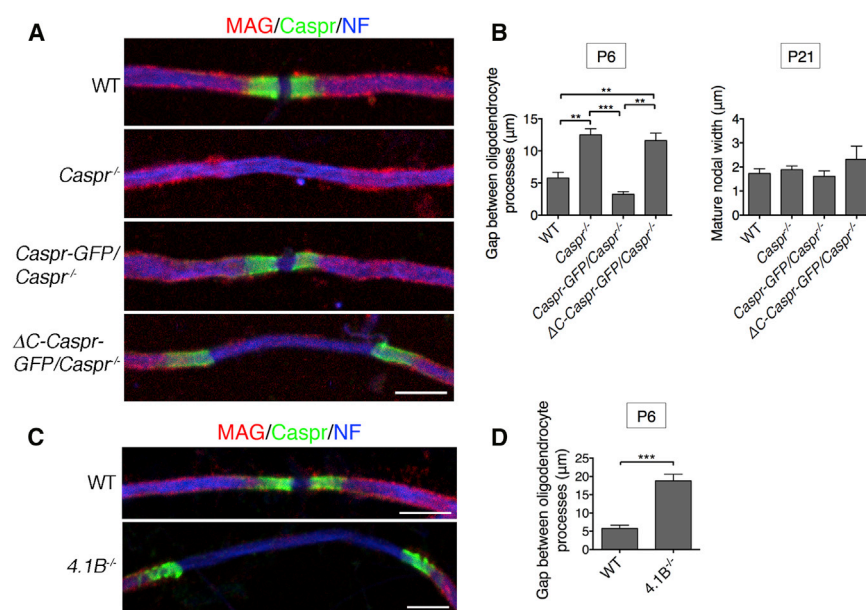 A
MAG/Caspr/NF
WT
Caspr-/-
Caspr-GFP/
Caspr-/-
ΔC-Caspr-
GFP/Caspr-/-
B
P6
Gap between oligodendrocyte
processes (μm)
15
10
5
0
**
**
***
**
WT
Caspr-/-
Caspr-GFP/Caspr-/-
ΔC-Caspr-GFP/Caspr-/-
P21
Mature nodal width (μm)
4
3
2
1
0
WT
Caspr-/-
Caspr-GFP/Caspr-/-
ΔC-Caspr-GFP/Caspr-/-
C
MAG/Caspr/NF
WT
4.1B-/-
D
P6
Gap between oligodendrocyte
processes (μm)
25
20
15
10
5
0
***
WT
4.1B-/-